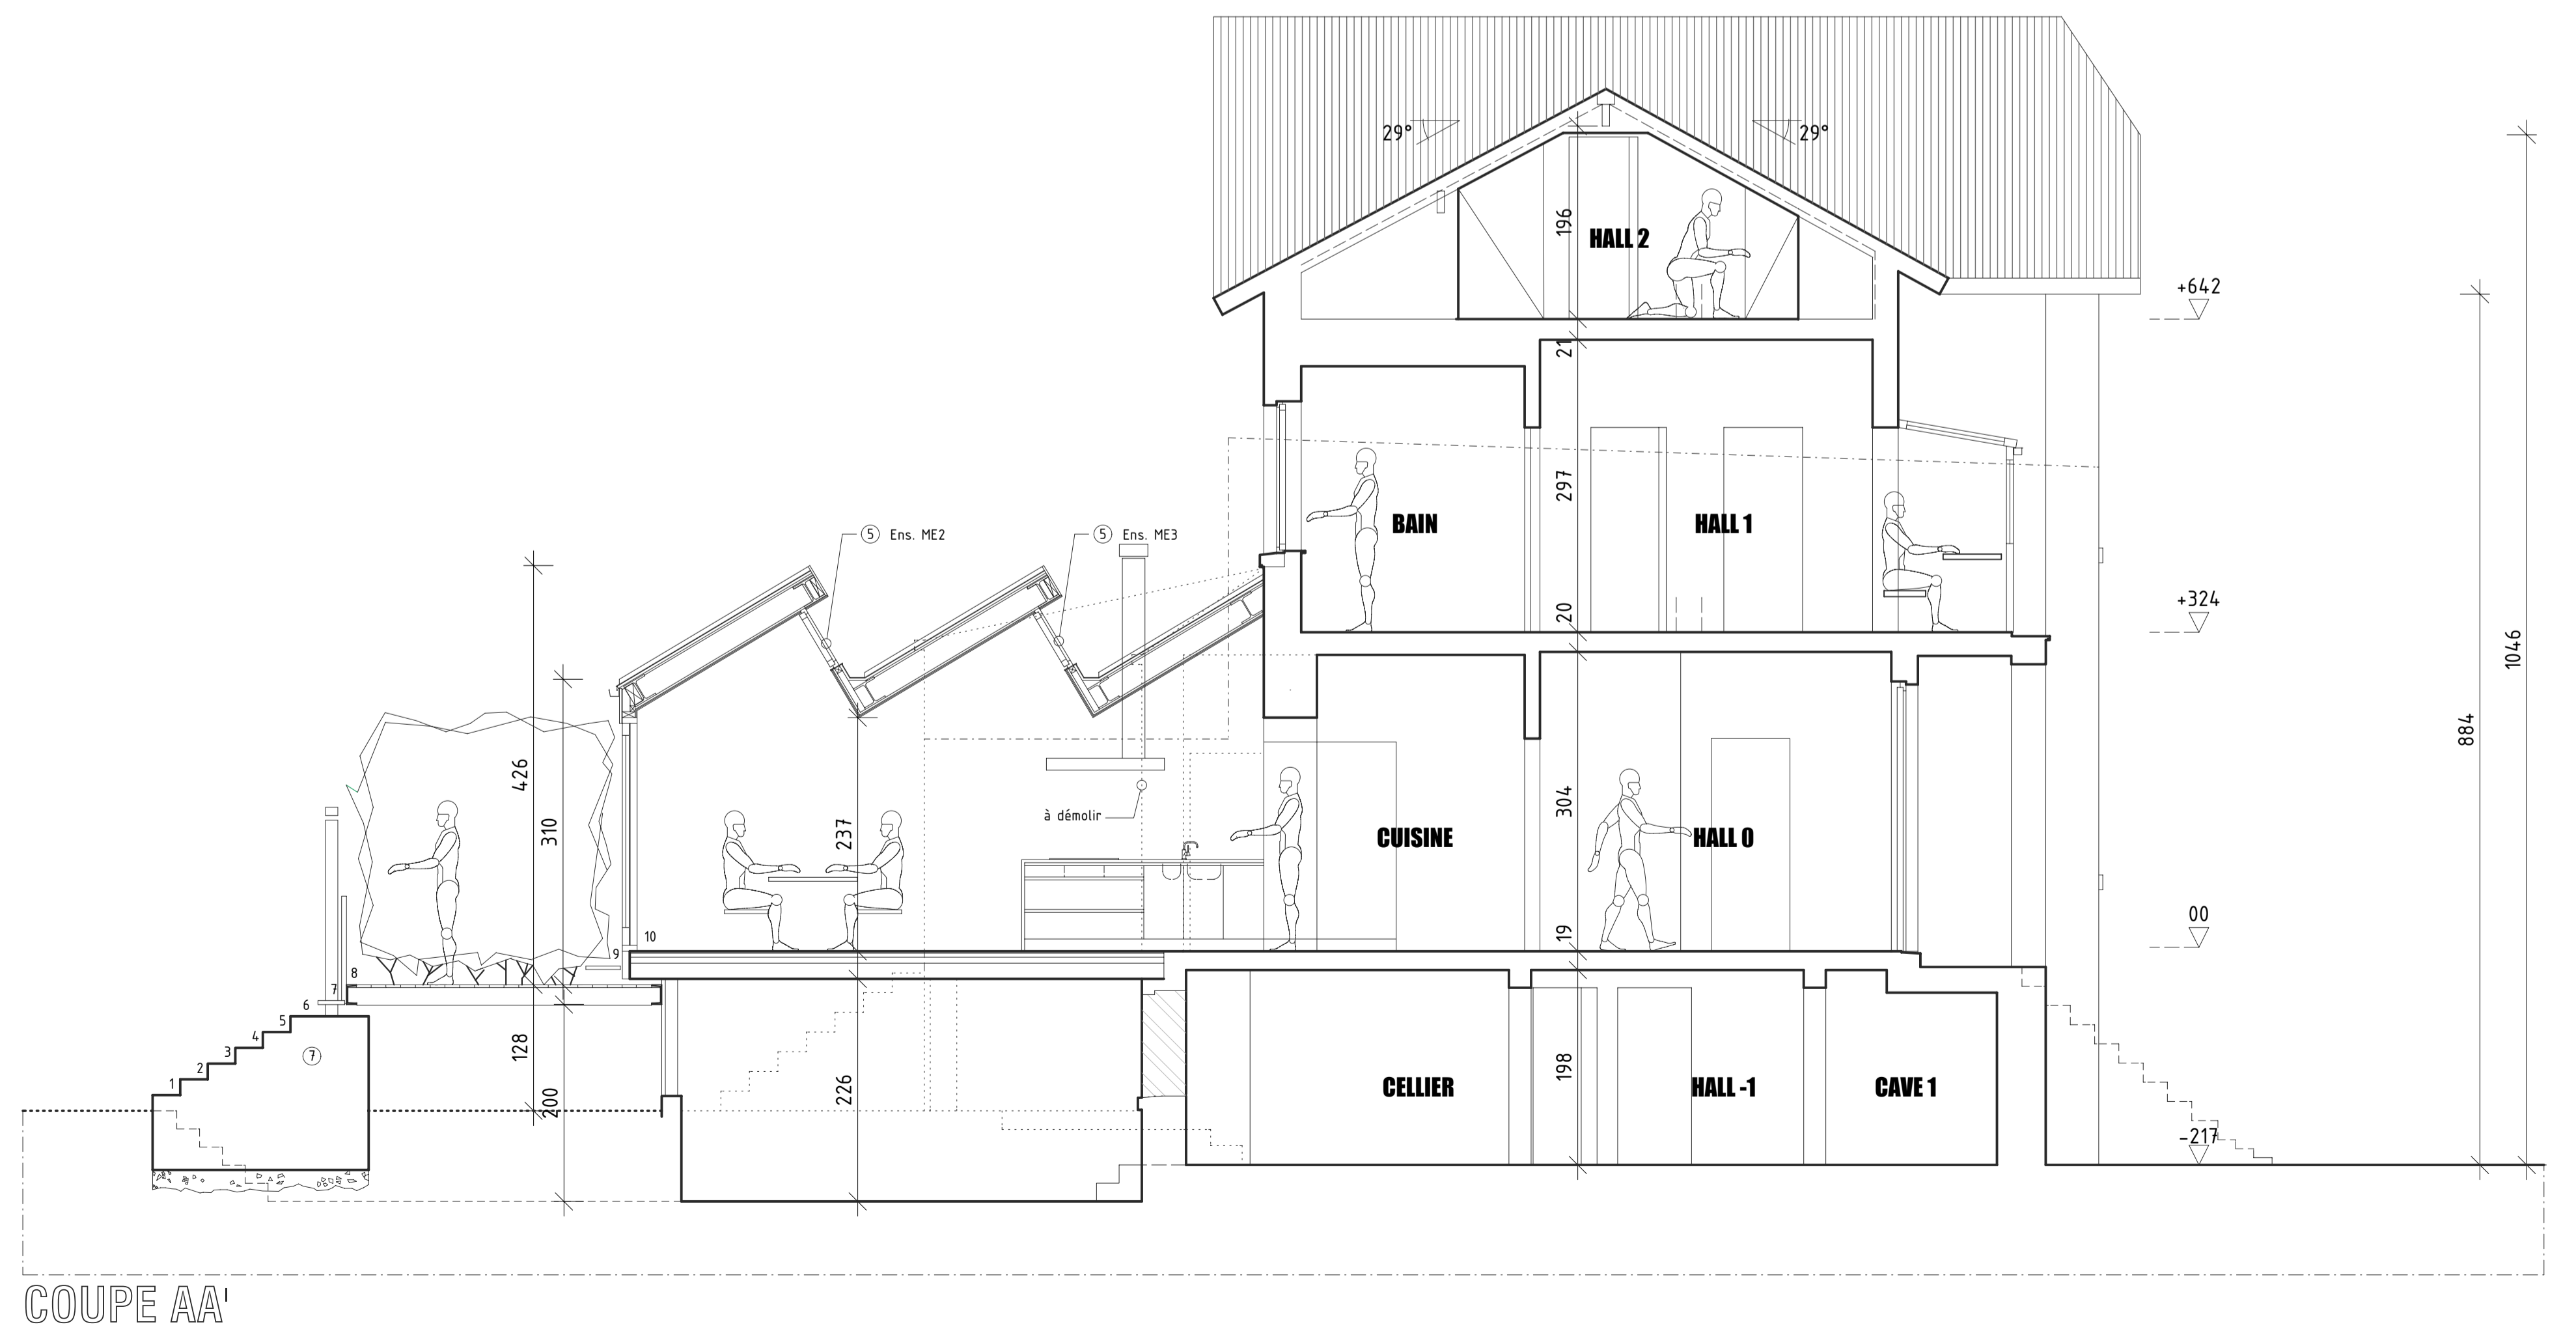 29°
29°
196
HALL 2
+642
21
297
BAIN
HALL 1
5 Ens. ME2
5 Ens. ME3
20
+324
1046
884
426
310
237
à démolir
304
CUISINE
HALL 0
00
19
10
9
8
7
6
5
4
3
2
1
7
128
200
226
198
CELLIER
HALL -1
CAVE 1
-217
COUPE AA'